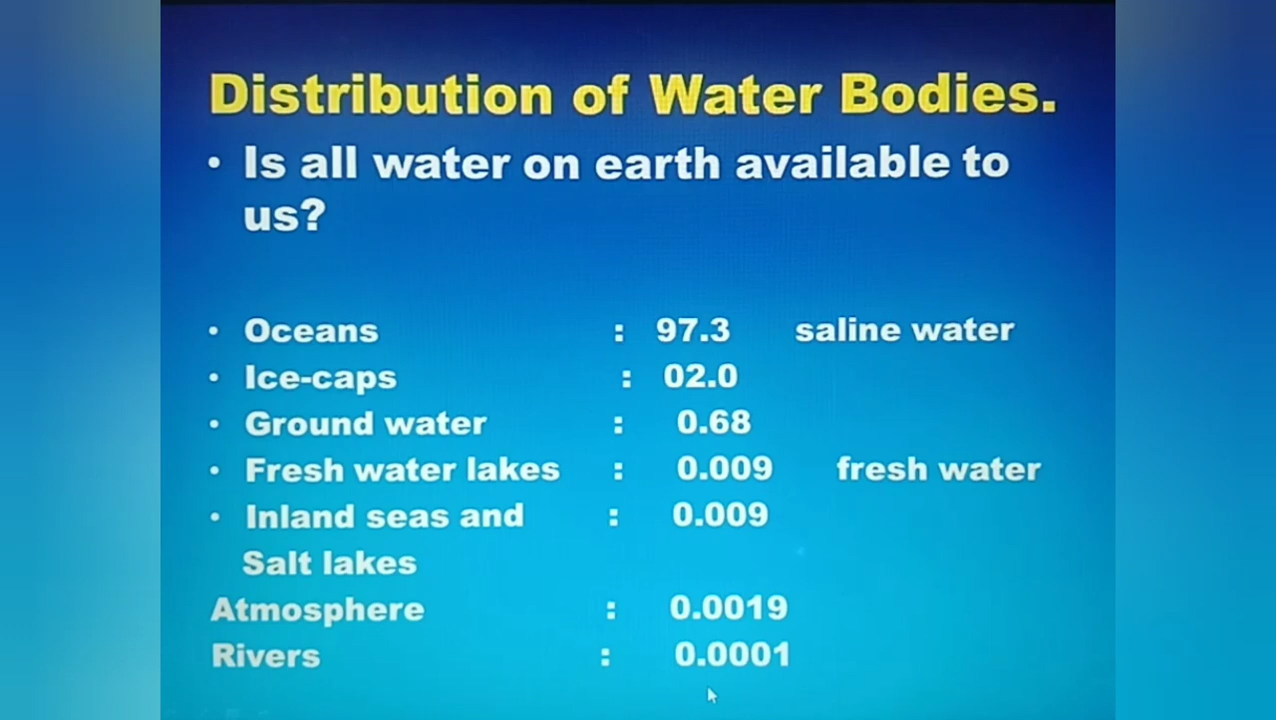 Distribution of Water Bodies.
• Is all water on earth available to
us?
• Oceans : 97.3 saline water
• Ice-caps : 02.0
• Ground water : 0.68
• Fresh water lakes : 0.009 fresh water
• Inland seas and : 0.009
Salt lakes
Atmosphere : 0.0019
Rivers : 0.0001